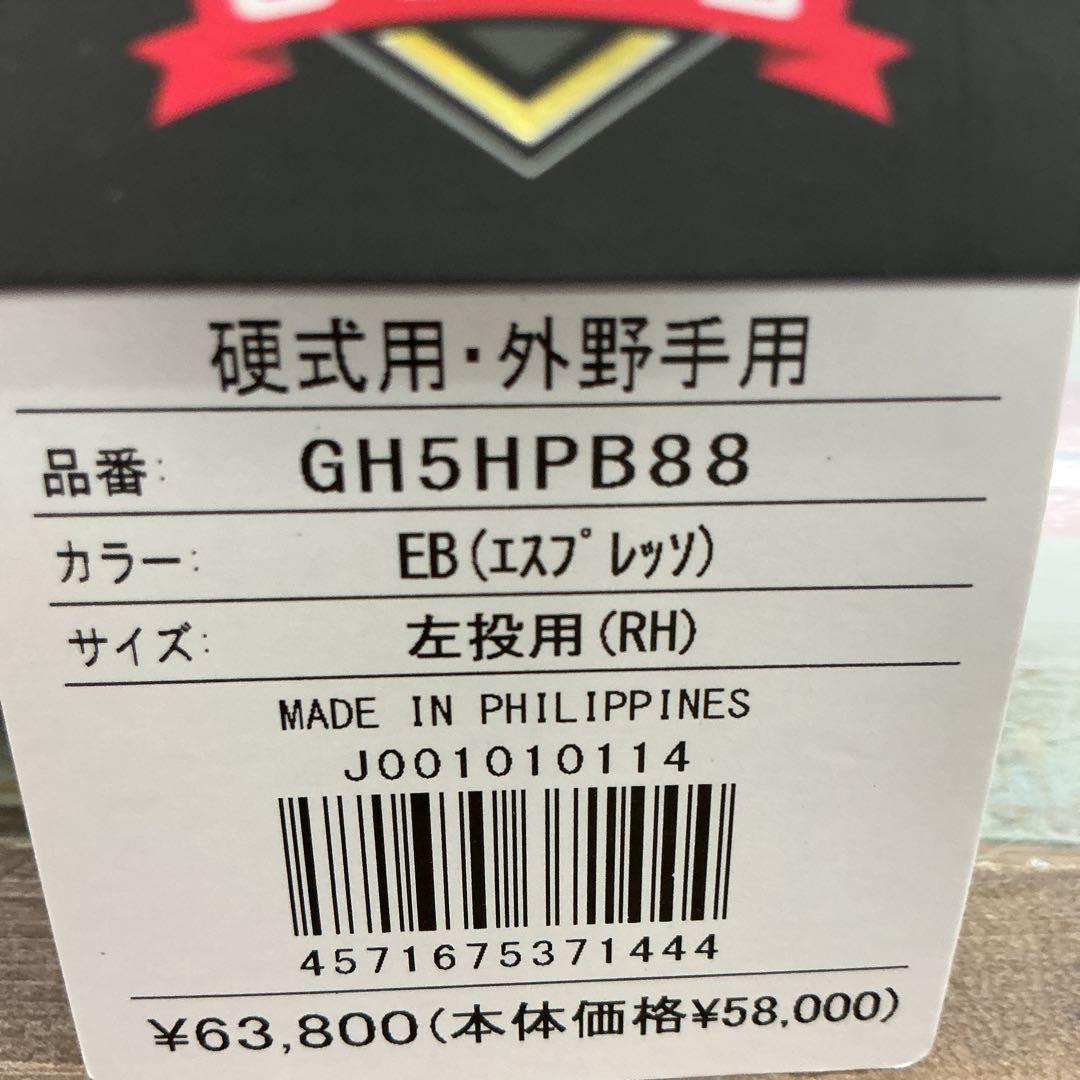 硬式用・外野手用
品番: GH5HPB88
カラー: EB(ｴｽﾌﾟﾚｯｿ)
サイズ: 左投用(RH)
MADE IN PHILIPPINES
J001010114
4571675371444
¥63,800(本体価格¥58,000)